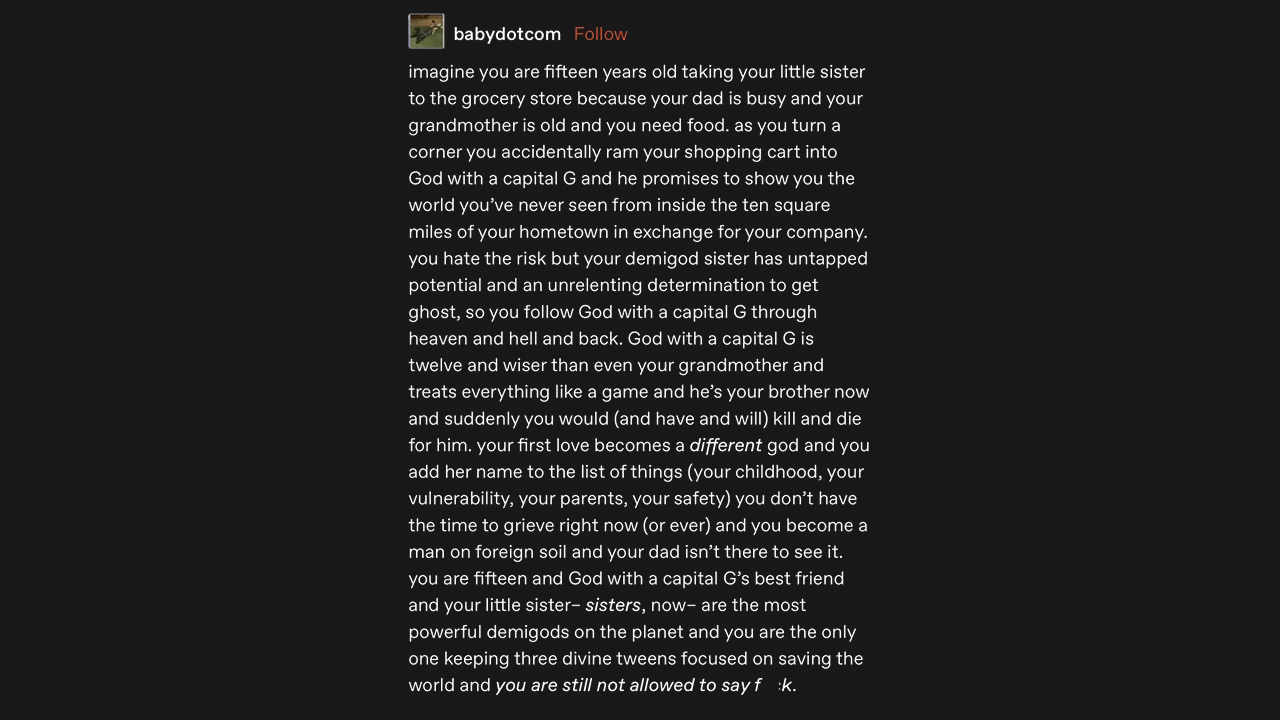 babydotcom Follow
imagine you are fifteen years old taking your little sister
to the grocery store because your dad is busy and your
grandmother is old and you need food. as you turn a
corner you accidentally ram your shopping cart into
God with a capital G and he promises to show you the
world you’ve never seen from inside the ten square
miles of your hometown in exchange for your company.
you hate the risk but your demigod sister has untapped
potential and an unrelenting determination to get
ghost, so you follow God with a capital G through
heaven and hell and back. God with a capital G is
twelve and wiser than even your grandmother and
treats everything like a game and he’s your brother now
and suddenly you would (and have and will) kill and die
for him. your first love becomes a different god and you
add her name to the list of things (your childhood, your
vulnerability, your parents, your safety) you don’t have
the time to grieve right now (or ever) and you become a
man on foreign soil and your dad isn’t there to see it.
you are fifteen and God with a capital G’s best friend
and your little sister– sisters, now– are the most
powerful demigods on the planet and you are the only
one keeping three divine tweens focused on saving the
world and you are still not allowed to say f ck.